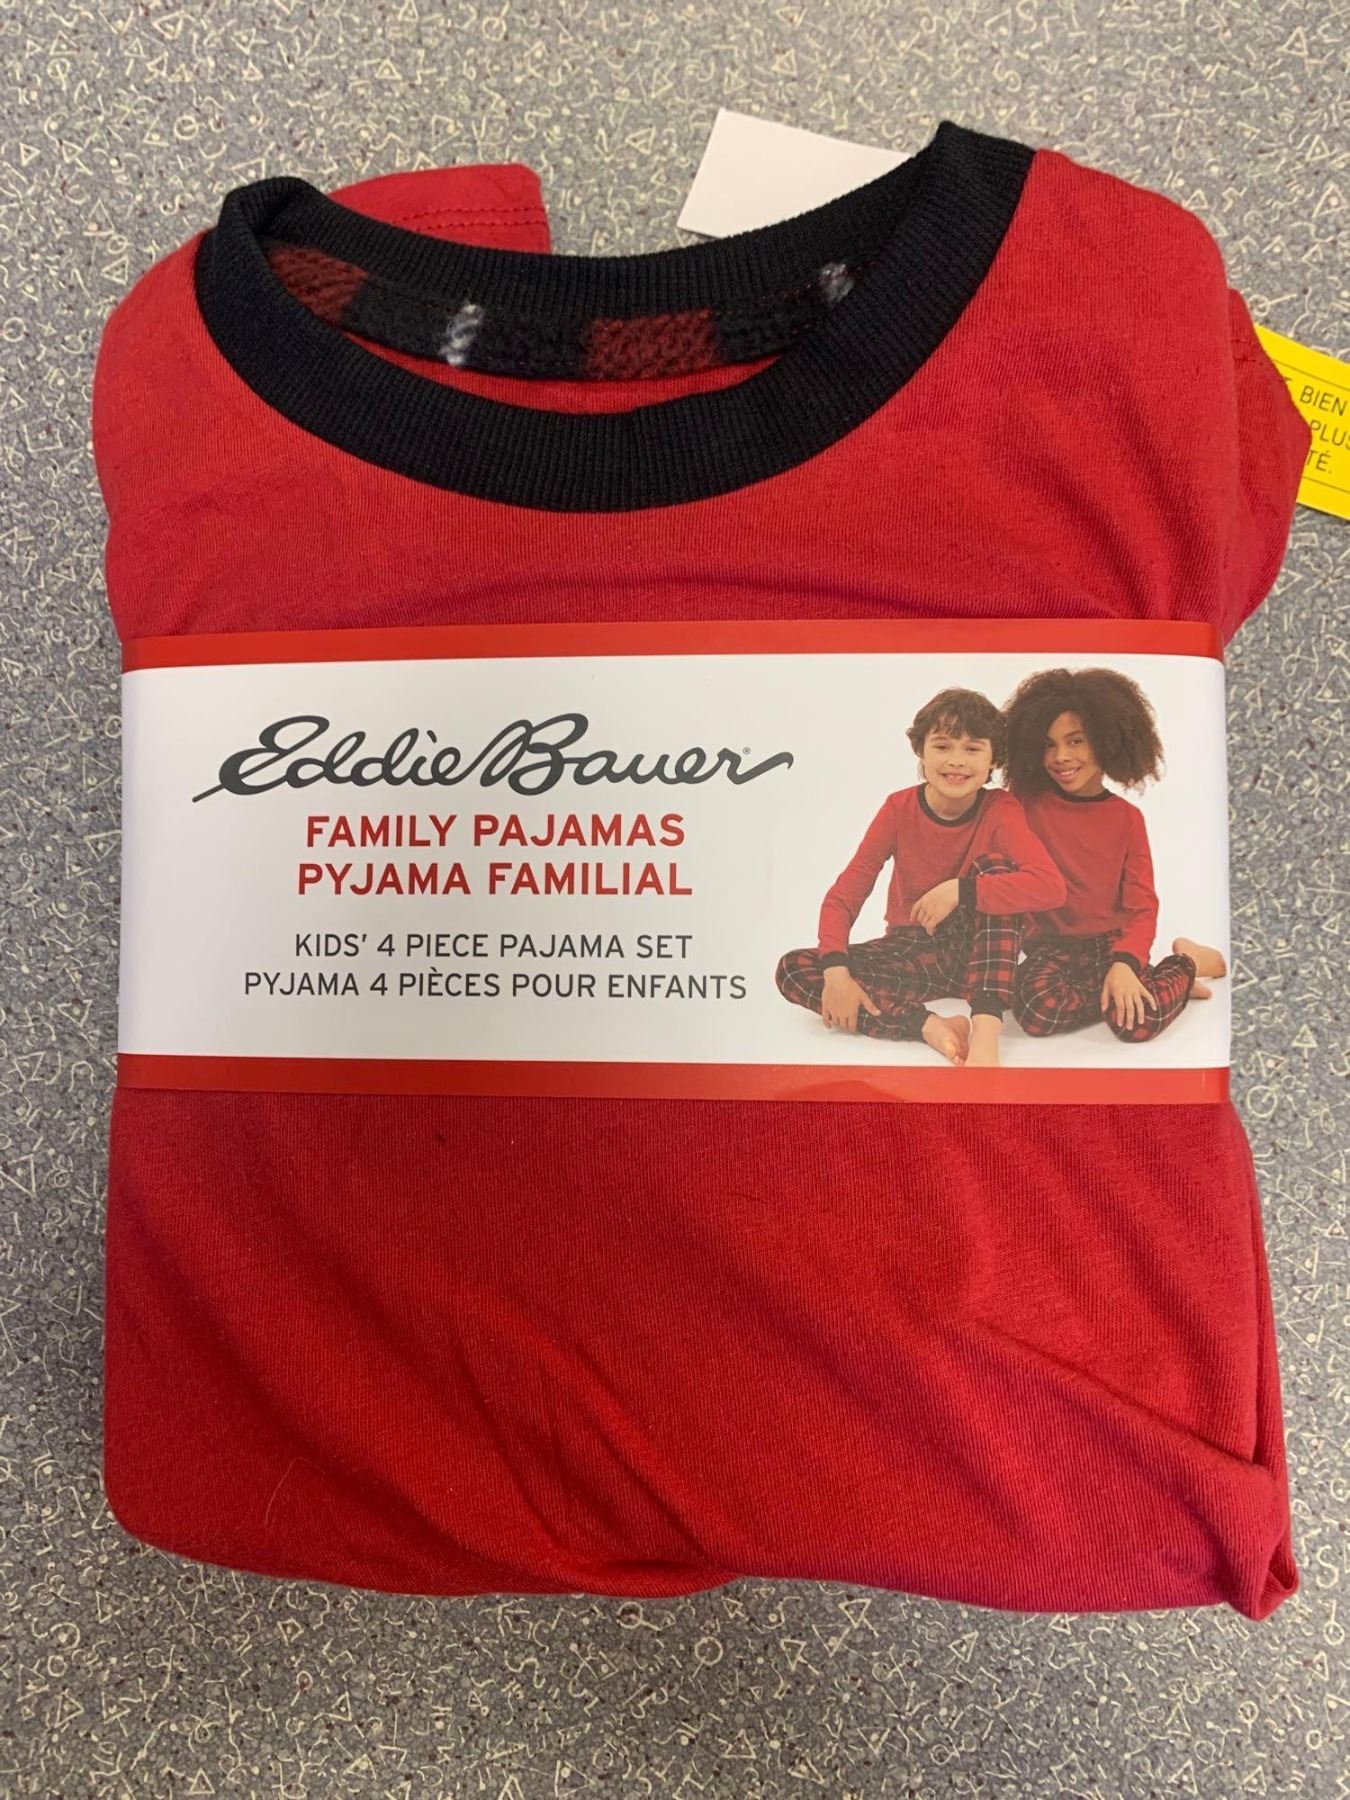 BIEN
PLUS
TÉ.
Eddie Bauer®
FAMILY PAJAMAS
PYJAMA FAMILIAL
KIDS' 4 PIECE PAJAMA SET
PYJAMA 4 PIÈCES POUR ENFANTS